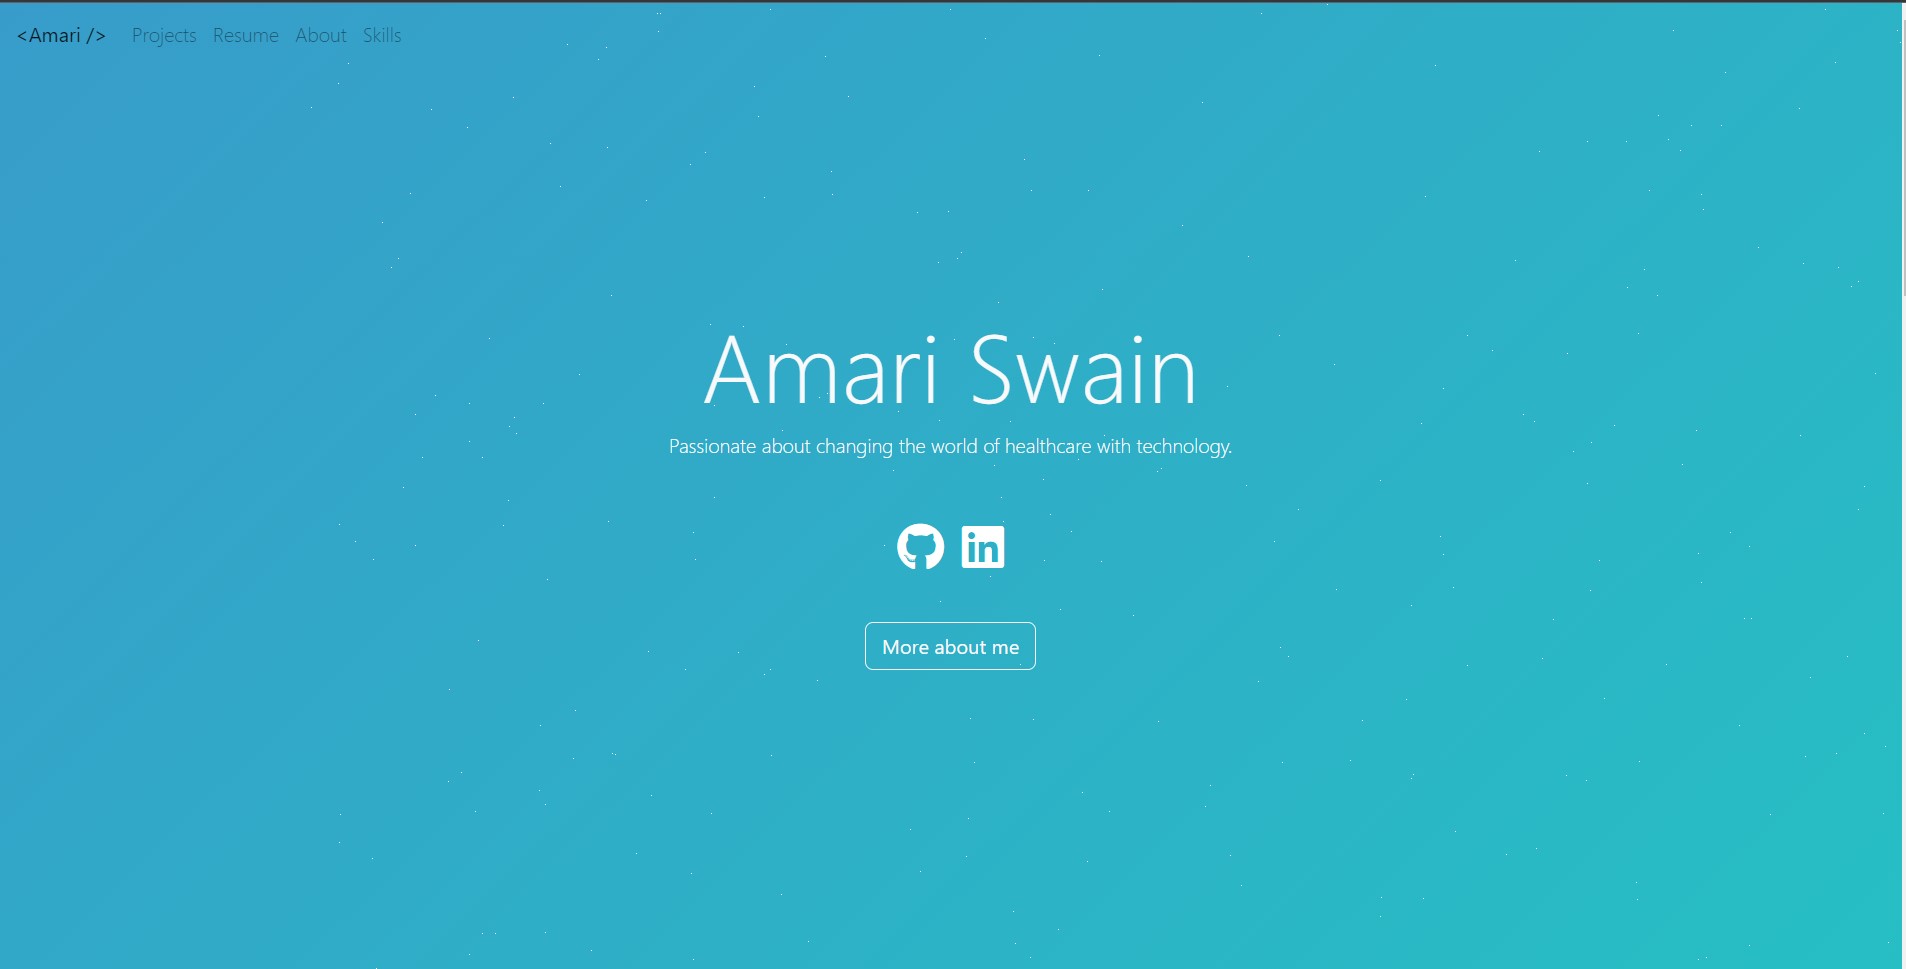 <Amari /> Projects Resume About Skills
Amari Swain
Passionate about changing the world of healthcare with technology.
in
More about me